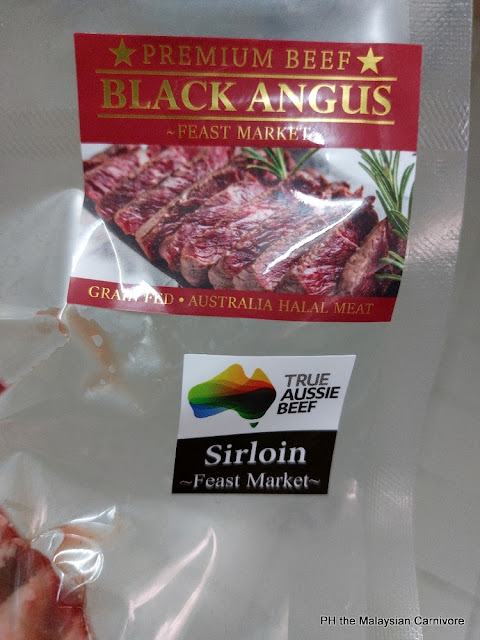 ★ PREMIUM BEEF ★
BLACK ANGUS
~FEAST MARKET~
GRAIN FED • AUSTRALIA HALAL MEAT
TRUE
AUSSIE
BEEF
Sirloin
~Feast Market~
PH the Malaysian Carnivore